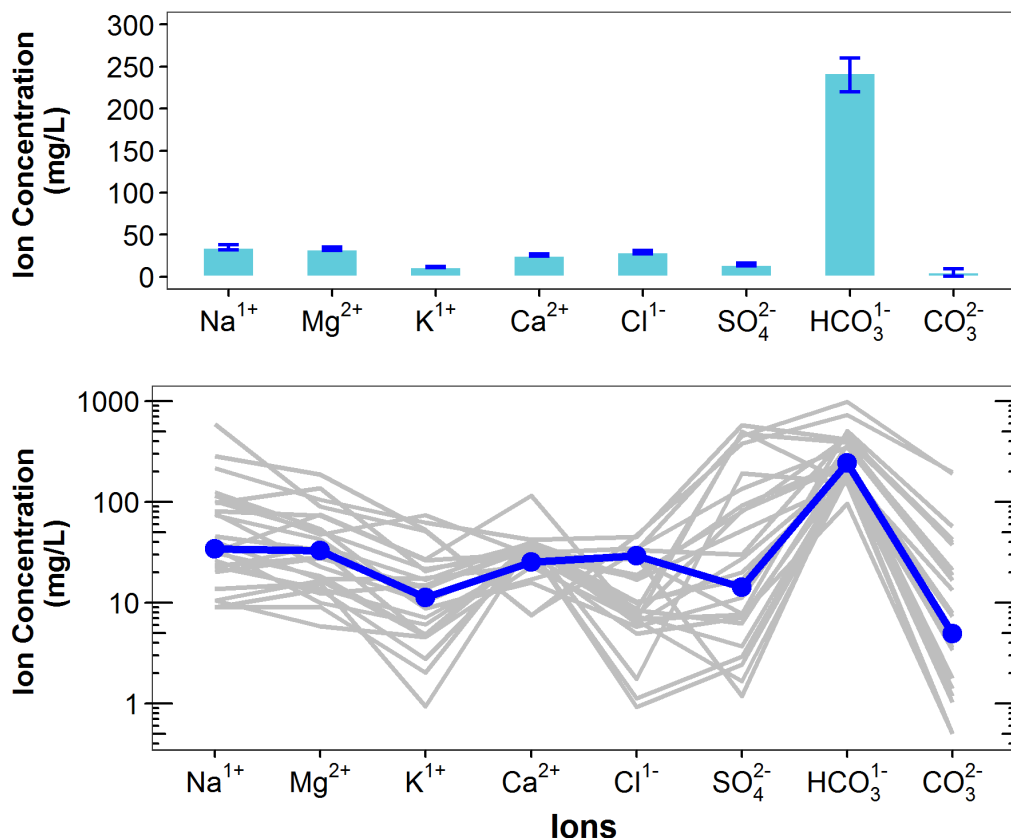 Ion Concentration
(mg/L)
300
250
200
150
100
50
0
Na¹⁺ Mg²⁺ K¹⁺ Ca²⁺ Cl¹⁻ SO₄²⁻ HCO₃¹⁻ CO₃²⁻
Ion Concentration
(mg/L)
1000
100
10
1
Na¹⁺ Mg²⁺ K¹⁺ Ca²⁺ Cl¹⁻ SO₄²⁻ HCO₃¹⁻ CO₃²⁻
Ions